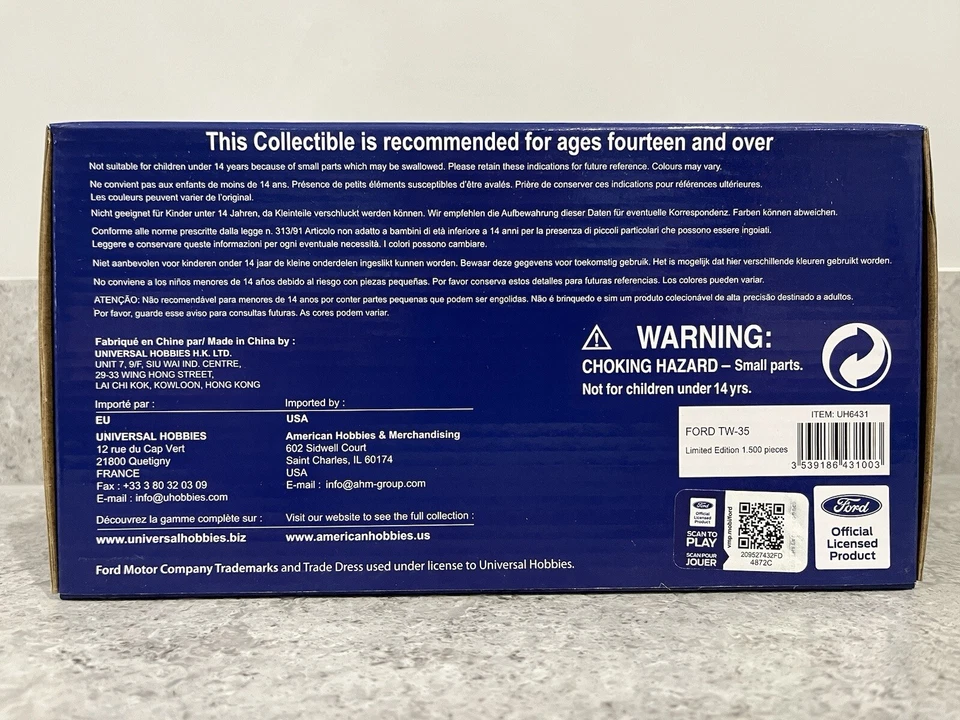 This Collectible is recommended for ages fourteen and over
Not suitable for children under 14 years because of small parts which may be swallowed. Please retain these indications for future reference. Colours may vary.
Ne convient pas aux enfants de moins de 14 ans. Présence de petits éléments susceptibles d'être avalés. Prière de conserver ces indications pour références ultérieures.
Les couleurs peuvent varier de l'original.
Nicht geeignet für Kinder unter 14 Jahren, da Kleinteile verschluckt werden können. Wir empfehlen die Aufbewahrung dieser Daten für eventuelle Korrespondenz. Farben können abweichen.
Conforme alle norme prescritte dalla legge n. 313/91 Articolo non adatto a bambini di età inferiore a 14 anni per la presenza di piccoli particolari che possono essere ingoiati.
Leggere e conservare queste informazioni per ogni eventuale necessità. I colori possono cambiare.
Niet aanbevolen voor kinderen onder 14 jaar de kleine onderdelen ingeslikt kunnen worden. Bewaar deze gegevens voor toekomstig gebruik. Het is mogelijk dat hier verschillende kleuren gebruikt worden.
No conviene a los niños menores de 14 años debido al riesgo con piezas pequeñas. Por favor conserva estos detalles para futuras referencias. Los colores pueden variar.
ATENÇÃO: Não recomendável para menores de 14 anos por conter partes pequenas que podem ser engolidas. Não é brinquedo e sim um produto colecionável de alta precisão destinado a adultos.
Por favor, guarde esse aviso para consultas futuras. As cores podem variar.
Fabriqué en Chine par/ Made in China by :
UNIVERSAL HOBBIES H.K. LTD.
UNIT 7, 9/F, SIU WAI IND. CENTRE,
29-33 WING HONG STREET,
LAI CHI KOK, KOWLOON, HONG KONG
Importé par :
EU
UNIVERSAL HOBBIES
12 rue du Cap Vert
21800 Quetigny
FRANCE
Fax : +33 3 80 32 03 09
E-mail : info@uhobbies.com
Découvrez la gamme complète sur :
www.universalhobbies.biz
Imported by :
USA
American Hobbies & Merchandising
602 Sidwell Court
Saint Charles, IL 60174
USA
E-mail : info@ahm-group.com
Visit our website to see the full collection :
www.americanhobbies.us
Ford Motor Company Trademarks and Trade Dress used under license to Universal Hobbies.
WARNING:
CHOKING HAZARD – Small parts.
Not for children under 14 yrs.
ITEM: UH6431
FORD TW-35
Limited Edition 1.500 pieces
3 539186 431003
Ford
Official
Licensed
Product
SCAN TO
PLAY
SCAN POUR
JOUER
vmp.mobi/ford
209527432FD
4872C
Ford
Official
Licensed
Product